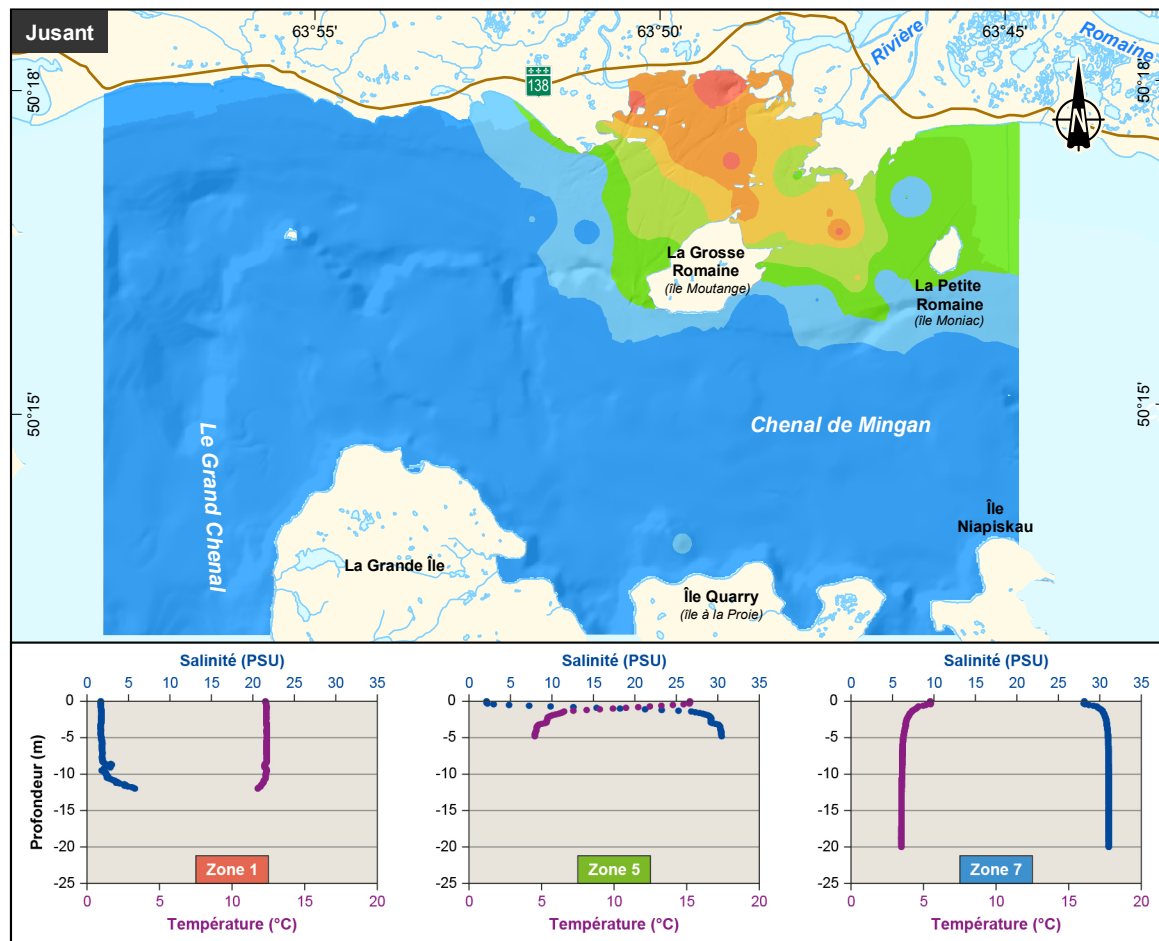 Jusant
63°55'
63°50'
63°45'
Rivière
Romaine
138
50°18'
50°18'
La Grosse
Romaine
(île Moutange)
La Petite
Romaine
(île Moniac)
50°15'
50°15'
Chenal de Mingan
Le Grand Chenal
Île
Niapiskau
La Grande Île
Île Quarry
(île à la Proie)
N
Salinité (PSU)
0 5 10 15 20 25 30 35
Profondeur (m)
0
-5
-10
-15
-20
-25
Zone 1
0 5 10 15 20
Température (°C)
Salinité (PSU)
0 5 10 15 20 25 30 35
0
-5
-10
-15
-20
-25
Zone 5
0 5 10 15 20
Température (°C)
Salinité (PSU)
0 5 10 15 20 25 30 35
0
-5
-10
-15
-20
-25
Zone 7
0 5 10 15 20
Température (°C)